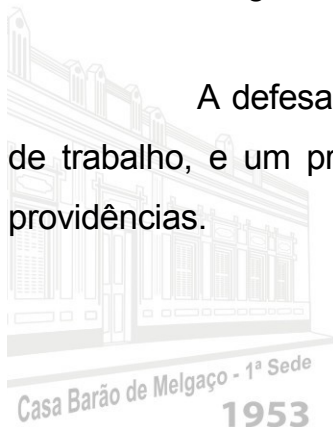 A defesa
de trabalho, e um pr
providências.
Casa Barão de Melgaço - 1ª Sede
1953